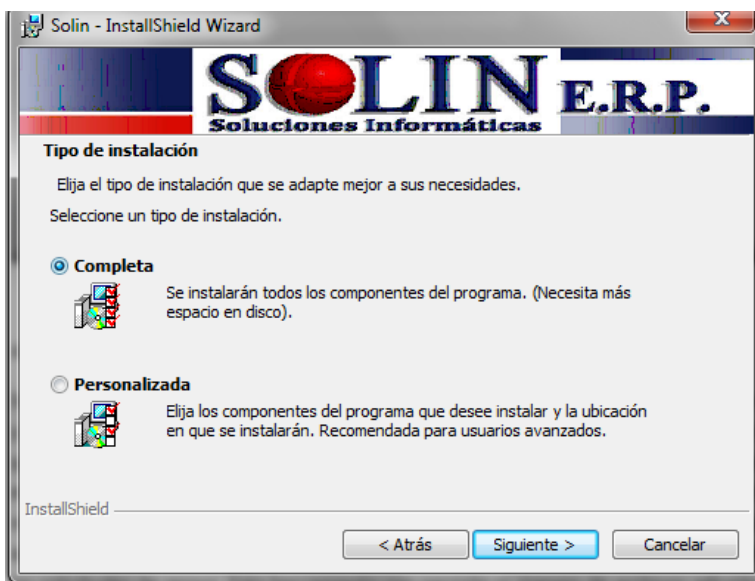 Solin - InstallShield Wizard
SOLIN E.R.P.
Soluciones Informáticas
Tipo de instalación
Elija el tipo de instalación que se adapte mejor a sus necesidades.
Seleccione un tipo de instalación.
Completa
Se instalarán todos los componentes del programa. (Necesita más
espacio en disco).
Personalizada
Elija los componentes del programa que desee instalar y la ubicación
en que se instalarán. Recomendada para usuarios avanzados.
InstallShield
< Atrás
Siguiente >
Cancelar